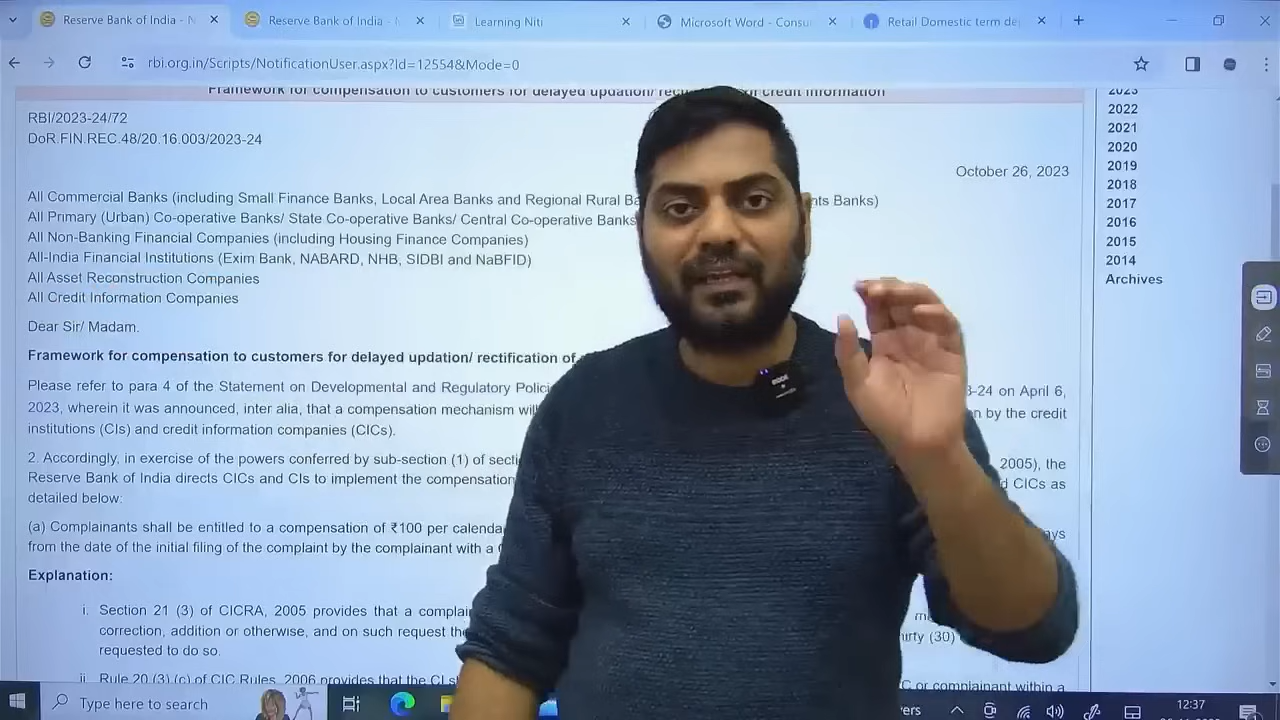 Reserve Bank of India - N
Reserve Bank of India - N
Learning Niti
Microsoft Word - Consu
Retail Domestic term de
rbi.org.in/Scripts/NotificationUser.aspx?Id=12554&Mode=0
Framework for compensation to customers for delayed updation/ credit information
RBI/2023-24/72
DoR.FIN.REC.48/20.16.003/2023-24
October 26, 2023
All Commercial Banks (including Small Finance Banks, Local Area Banks and Regional Rural Ba nts Banks)
All Primary (Urban) Co-operative Banks/ State Co-operative Banks/ Central Co-operative Banks
All Non-Banking Financial Companies (including Housing Finance Companies)
All-India Financial Institutions (Exim Bank, NABARD, NHB, SIDBI and NaBFID)
All Asset Reconstruction Companies
All Credit Information Companies
Dear Sir/ Madam.
Framework for compensation to customers for delayed updation/ rectification of
Please refer to para 4 of the Statement on Developmental and Regulatory Polici 3-24 on April 6,
2023, wherein it was announced, inter alia, that a compensation mechanism wil n by the credit
institutions (CIs) and credit information companies (CICs).
2. Accordingly, in exercise of the powers conferred by sub-section (1) of secti 2005), the
Reserve Bank of India directs CICs and CIs to implement the compensation d CICs as
detailed below:
(a) Complainants shall be entitled to a compensation of ₹100 per calenda ays
from the date of the initial filing of the complaint by the complainant with a
Explanation:
i. Section 21 (3) of CICRA, 2005 provides that a complai
correction, addition or otherwise, and on such request the irty (30)
requested to do so.
Rule 20 (3) (c) of CIC Rules, 2006 provides that the CI s C or complainant within a
2023
2022
2021
2020
2019
2018
2017
2016
2015
2014
Archives
here to search
ers
12:37